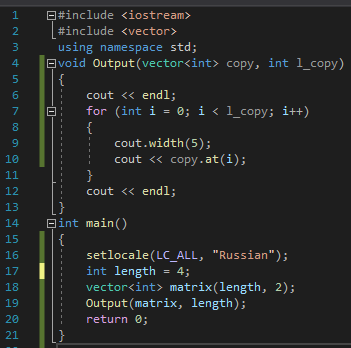 1 #include <iostream>
2 #include <vector>
3 using namespace std;
4 void Output(vector<int> copy, int l_copy)
5 {
6 cout << endl;
7 for (int i = 0; i < l_copy; i++)
8 {
9 cout.width(5);
10 cout << copy.at(i);
11 }
12 cout << endl;
13 }
14 int main()
15 {
16 setlocale(LC_ALL, "Russian");
17 int length = 4;
18 vector<int> matrix(length, 2);
19 Output(matrix, length);
20 return 0;
21 }